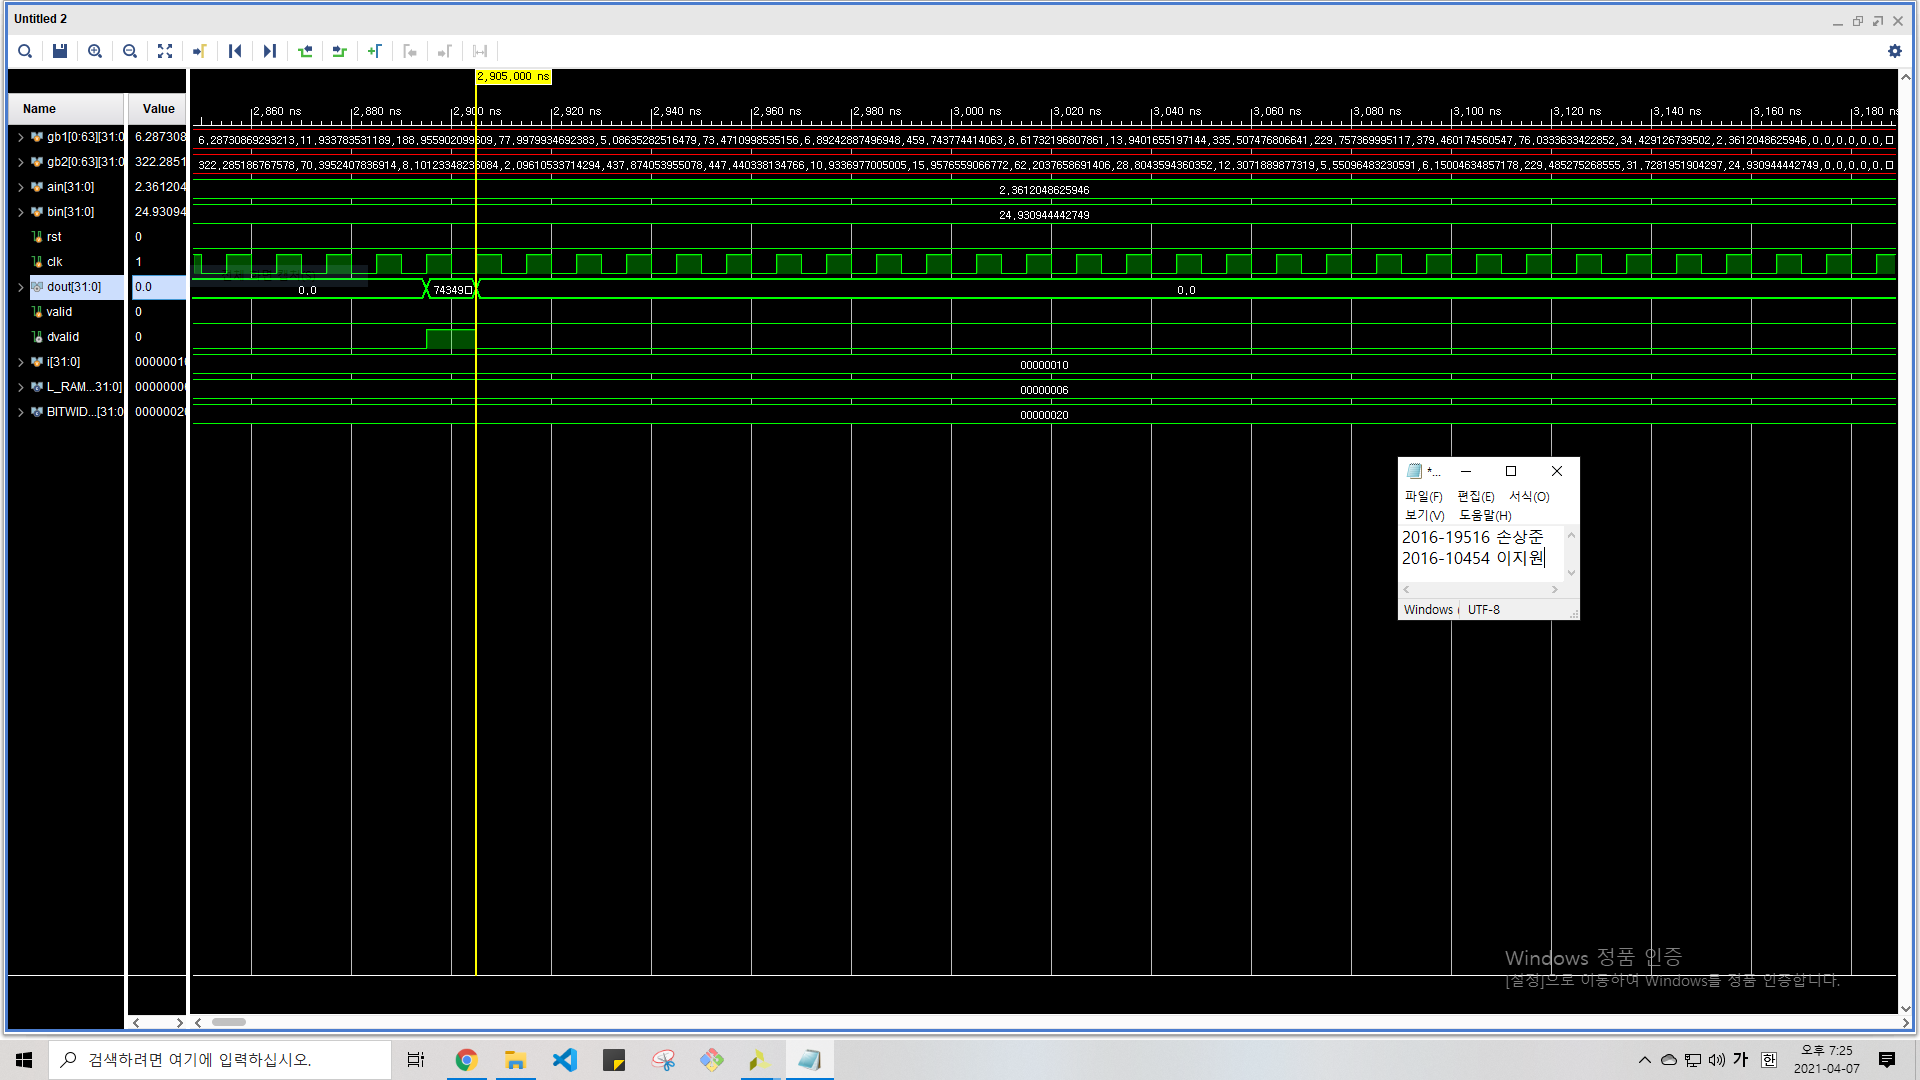 Untitled 2
2,905.000 ns
Name Value
2,860 ns 2,880 ns 2,900 ns 2,920 ns 2,940 ns 2,960 ns 2,980 ns 3,000 ns 3,020 ns 3,040 ns 3,060 ns 3,080 ns 3,100 ns 3,120 ns 3,140 ns 3,160 ns 3,180 ns
gb1[0:63][31:0 6.287308 6.28730869293213,11.933783531189,188.955902099609,77.9979934692383,5.08635282516479,73.4710998535156,6.89242887496948,459.743774414063,8.61732196807861,13.9401655197144,335.507476806641,229.757369995117,379.460174560547,76.0333633422852,34.429126739502,2.3612048625946,0.0,0.0,0.0
gb2[0:63][31:0 322.2851 322.285186767578,70.3952407836914,8.10123348236084,2.09610533714294,437.874053955078,447.440338134766,10.9336977005005,15.9576559066772,62.2037658691406,28.8043594360352,12.3071889877319,5.55096483230591,6.15004634857178,229.485275268555,31.7281951904297,24.930944442749,0.0,0.0,0.0
ain[31:0] 2.361204 2.3612048625946
bin[31:0] 24.93094 24.930944442749
rst 0
clk 1
dout[31:0] 0.0 0.0 74349 0.0
valid 0
dvalid 0
i[31:0] 00000010 00000010
L_RAM...31:0] 00000006 00000006
BITWID...[31:0 00000020 00000020
*...
파일(F) 편집(E) 서식(O)
보기(V) 도움말(H)
2016-19516 손상준
2016-10454 이지원
Windows ( UTF-8
Windows 정품 인증
[설정]으로 이동하여 Windows를 정품 인증합니다.
검색하려면 여기에 입력하십시오.
가 한 오후 7:25
2021-04-07